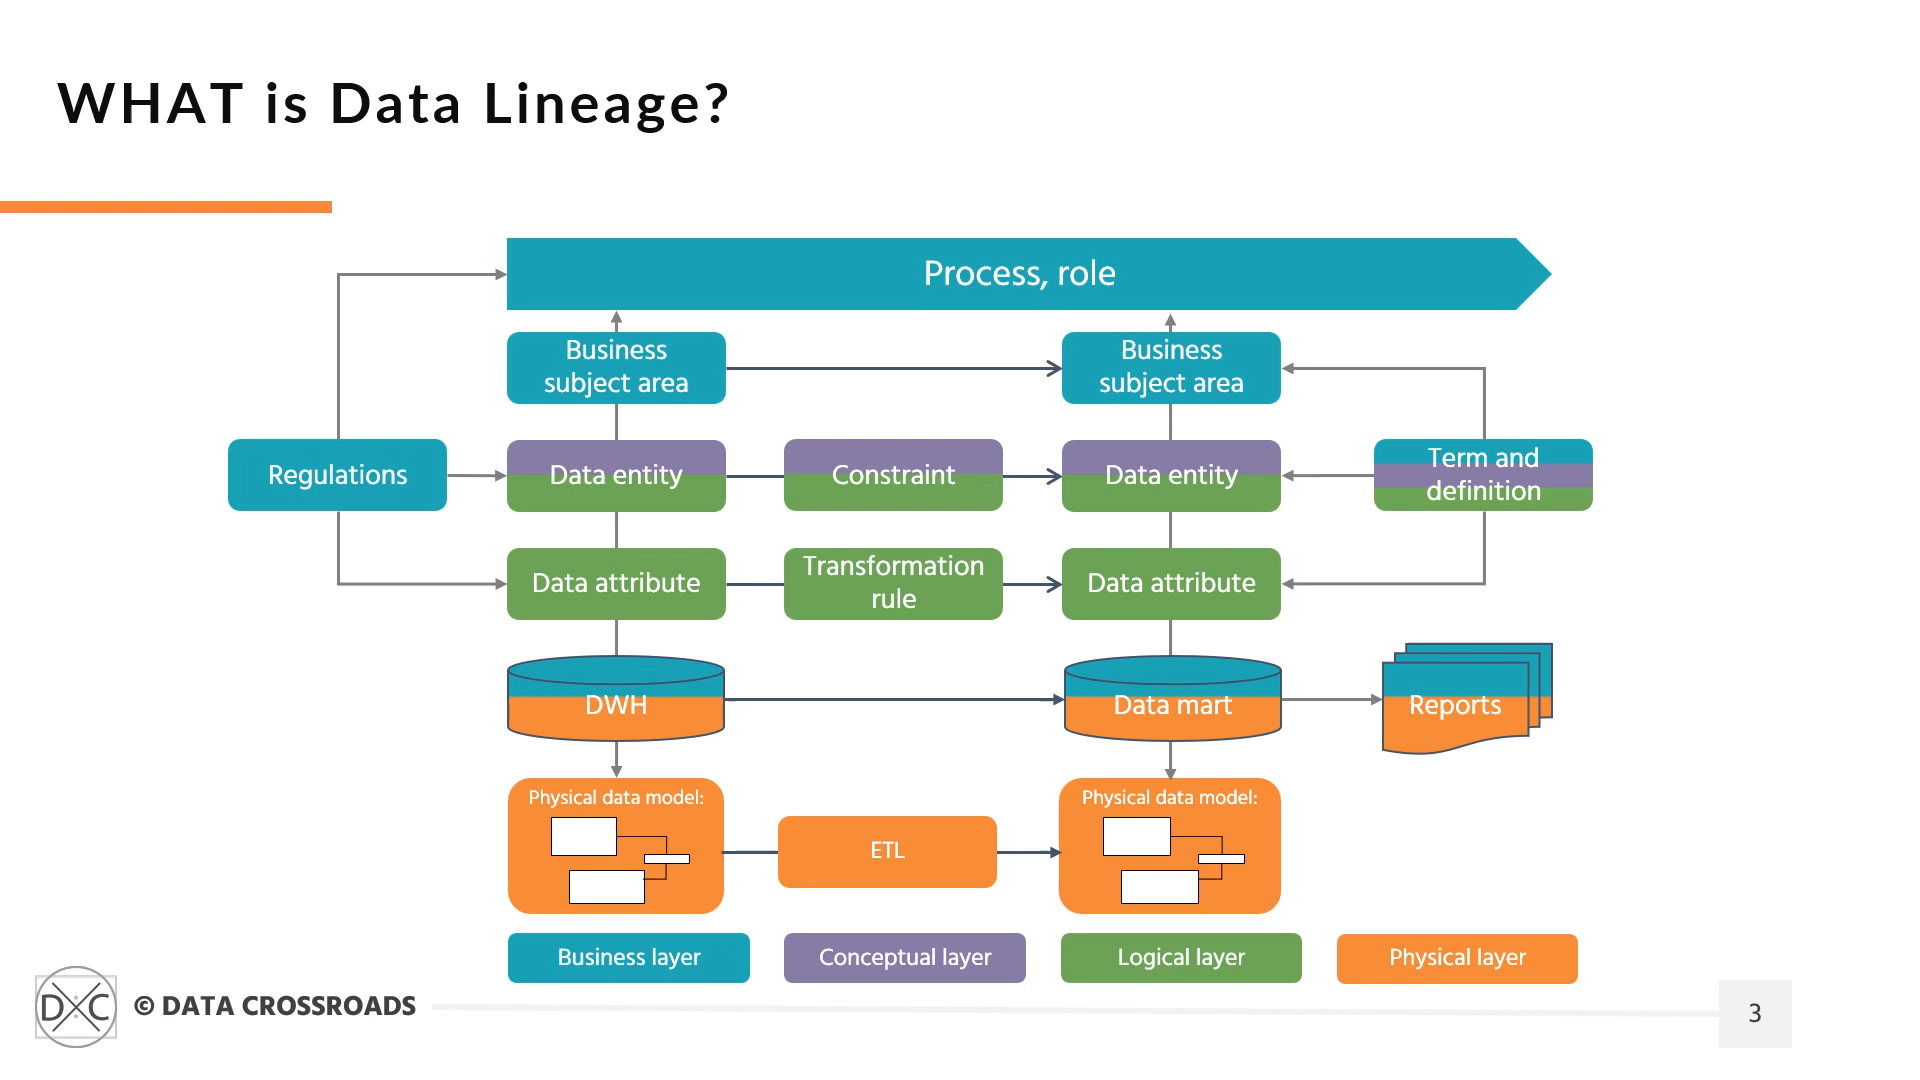 WHAT is Data Lineage?
Process, role
Business
subject area
Business
subject area
Regulations
Data entity
Constraint
Data entity
Term and
definition
Data attribute
Transformation
rule
Data attribute
DWH
Data mart
Reports
Physical data model:
ETL
Physical data model:
Business layer
Conceptual layer
Logical layer
Physical layer
DC
© DATA CROSSROADS
3